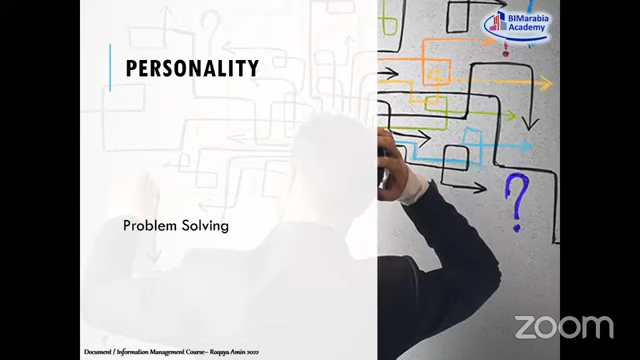 BIMarabia
Academy
PERSONALITY
Problem Solving
?
!
?
Document / Information Management Course– Roqaya Amin 2022
zoom